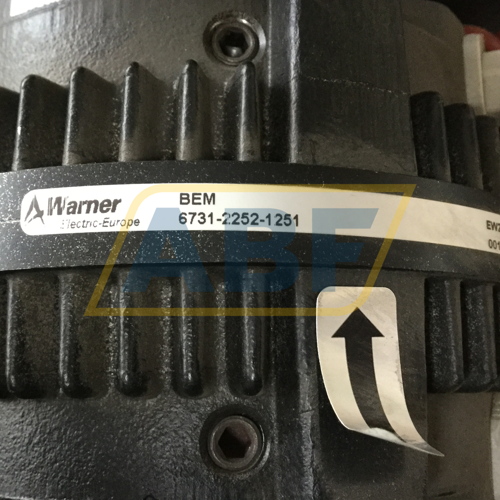 Warner
Electric-Europe
BEM
6731-2252-1251
ABF